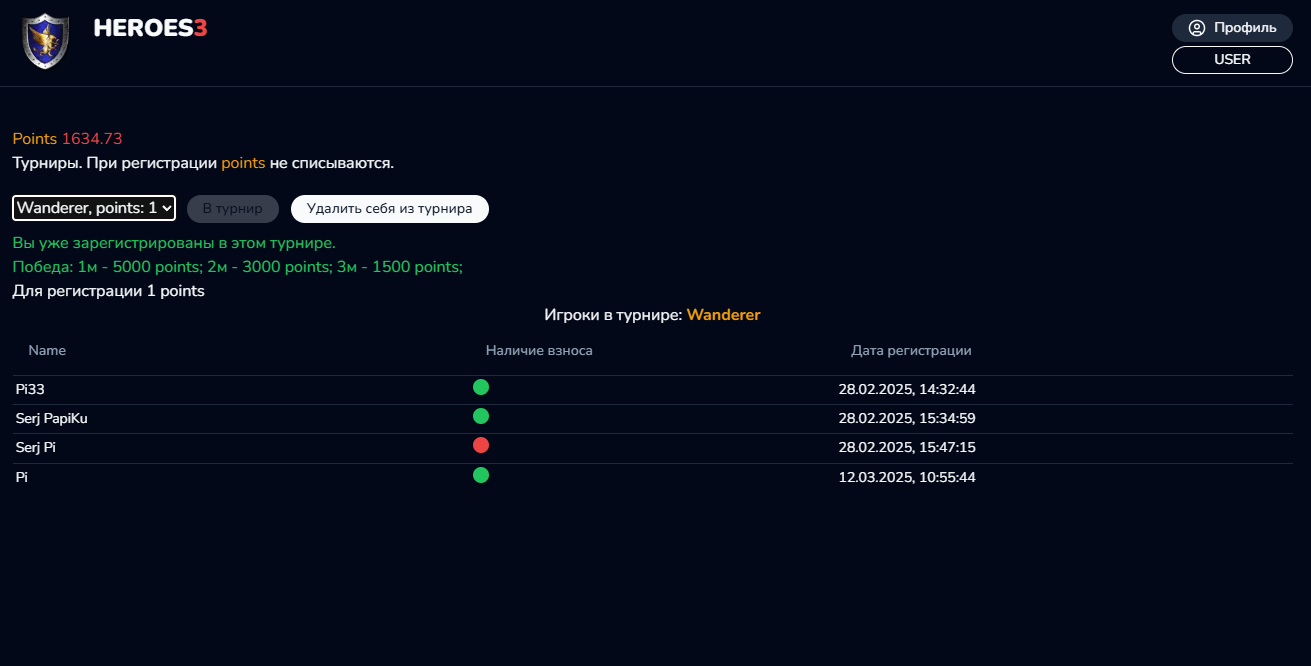 HEROES3
Профиль
USER
Points 1634.73
Турниры. При регистрации points не списываются.
Wanderer, points: 1
В турнир
Удалить себя из турнира
Вы уже зарегистрированы в этом турнире.
Победа: 1м - 5000 points; 2м - 3000 points; 3м - 1500 points;
Для регистрации 1 points
Игроки в турнире: Wanderer
Name Наличие взноса Дата регистрации
Pi33 28.02.2025, 14:32:44
Serj PapiKu 28.02.2025, 15:34:59
Serj Pi 28.02.2025, 15:47:15
Pi 12.03.2025, 10:55:44